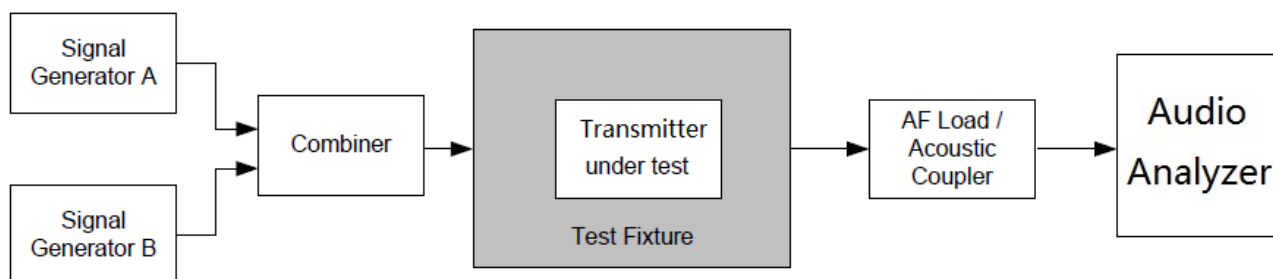 Signal
Generator A
Signal
Generator B
Combiner
Transmitter
under test
Test Fixture
AF Load /
Acoustic
Coupler
Audio
Analyzer